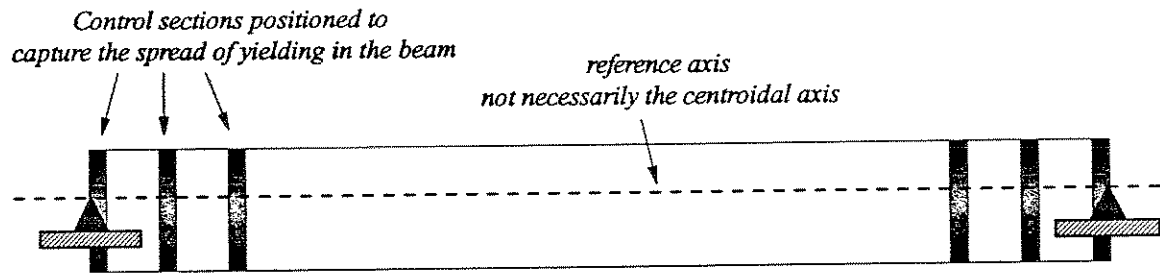 Control sections positioned to
capture the spread of yielding in the beam
reference axis
not necessarily the centroidal axis